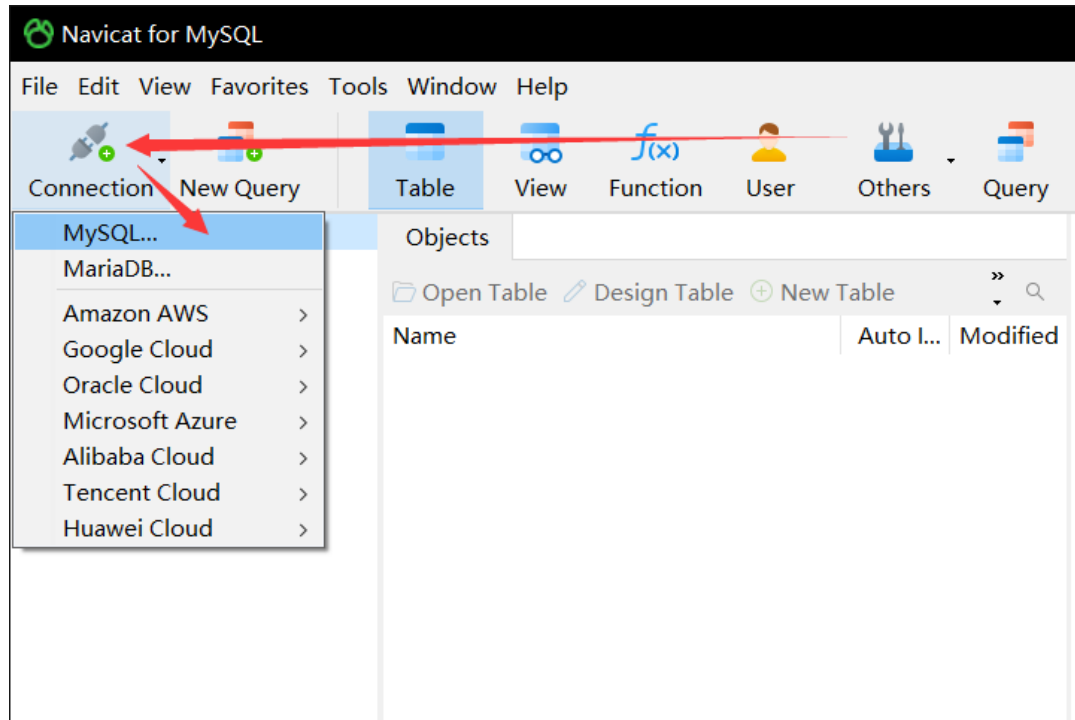 Navicat for MySQL
File Edit View Favorites Tools Window Help
Connection New Query Table View Function User Others Query
MySQL...
MariaDB...
Amazon AWS
Google Cloud
Oracle Cloud
Microsoft Azure
Alibaba Cloud
Tencent Cloud
Huawei Cloud
Objects
Open Table Design Table New Table
Name Auto I... Modified